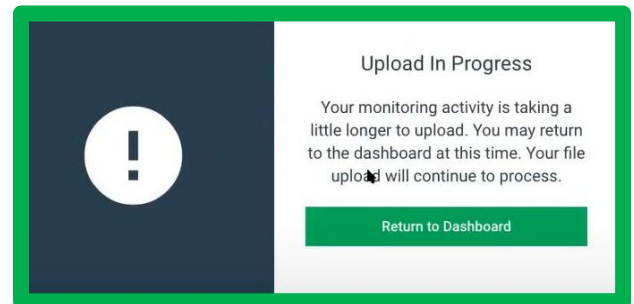 !
Upload In Progress
Your monitoring activity is taking a
little longer to upload. You may return
to the dashboard at this time. Your file
upload will continue to process.
Return to Dashboard